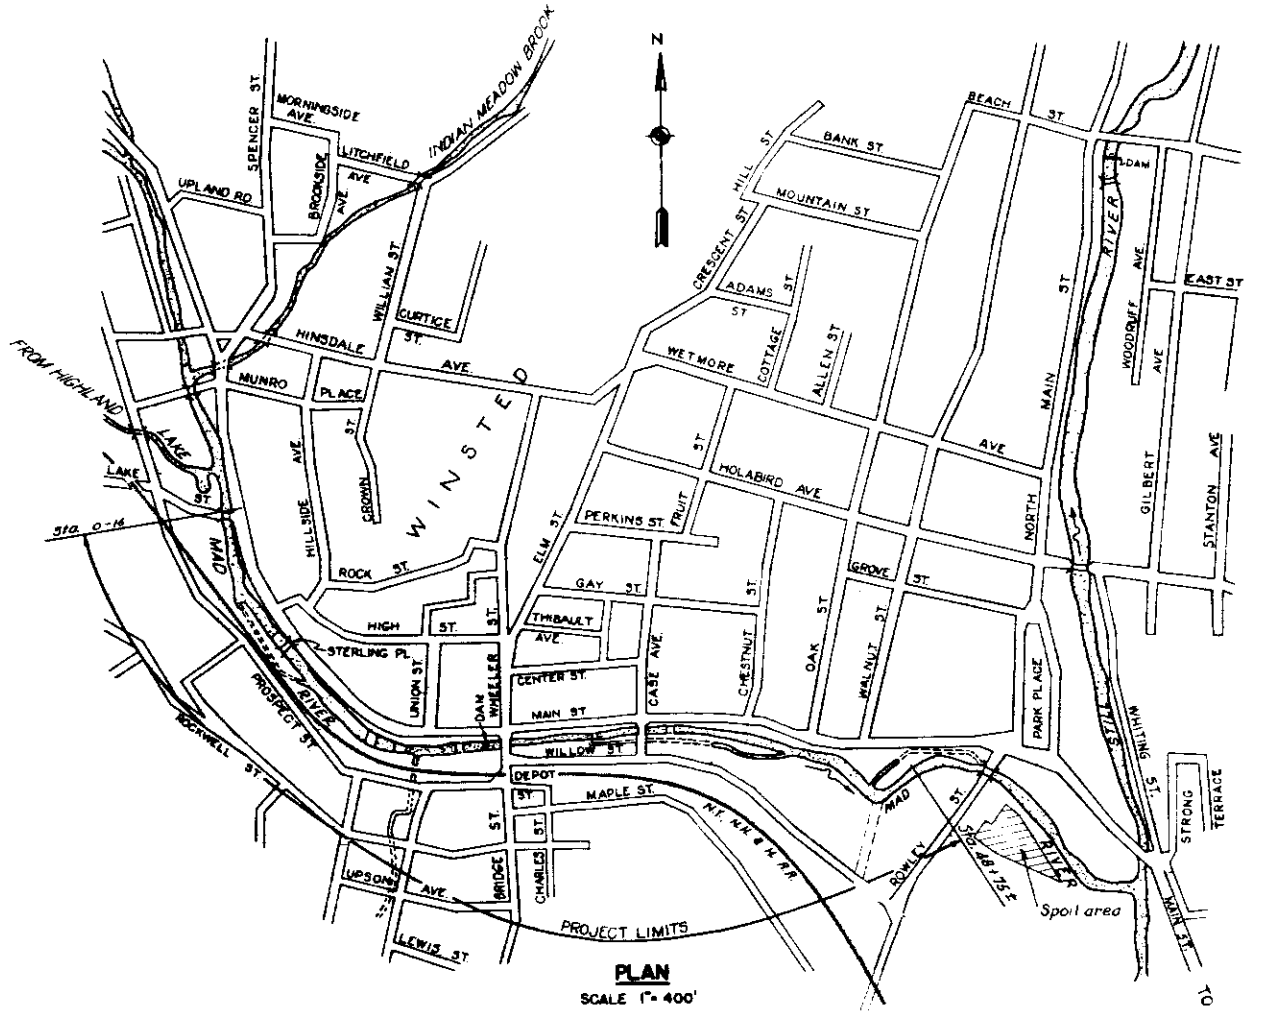 N
INDIAN MEADOW BROOK
SPENCER ST.
MORNINGSIDE
AVE.
LITCHFIELD
AVE
BROOKSIDE
AVE.
UPLAND RD
WILLIAN ST
CURTICE
ST.
HINSDALE
AVE.
MUNRO
PLACE
FROM HIGHLAND
LAKE
LAKE
ST.
Sta. 0-16
MAD
HILLSIDE AVE.
CROWN ST
WINSTED
ROCK ST.
HIGH ST.
STERLING PL.
RIVER
PROSPECT ST.
ROCKWELL ST.
UNION ST.
WHEELER ST.
DAM
ELM ST
PERKINS ST.
FRUIT ST
GAY ST.
THIBAULT
AVE.
CENTER ST.
CASE AVE.
MAIN ST
WILLOW ST
DEPOT
ST.
MAPLE ST.
N.Y. N.H. & H. R.R.
BRIDGE ST.
CHARLES ST
UPSON AVE.
LEWIS ST
PROJECT LIMITS
HILL ST
BANK ST.
MOUNTAIN ST
CRESCENT ST
ADAMS
ST
COTTAGE ST
ALLEN ST
WETMORE
AVE
HOLABIRD AVE
GROVE ST.
CHESTNUT ST
OAK ST
WALNUT ST
BEACH ST.
NORTH MAIN ST
DAM
RIVER
WOODRUFF AVE.
EAST ST
GILBERT AVE
STANTON AVE
PARK PLACE
STILL
WHITING ST.
STRONG
TERRACE
MAD
RIVER
ROWLEY ST.
Sta. 48+75±
Spoil area
MAIN ST.
TO
PLAN
SCALE 1"= 400'